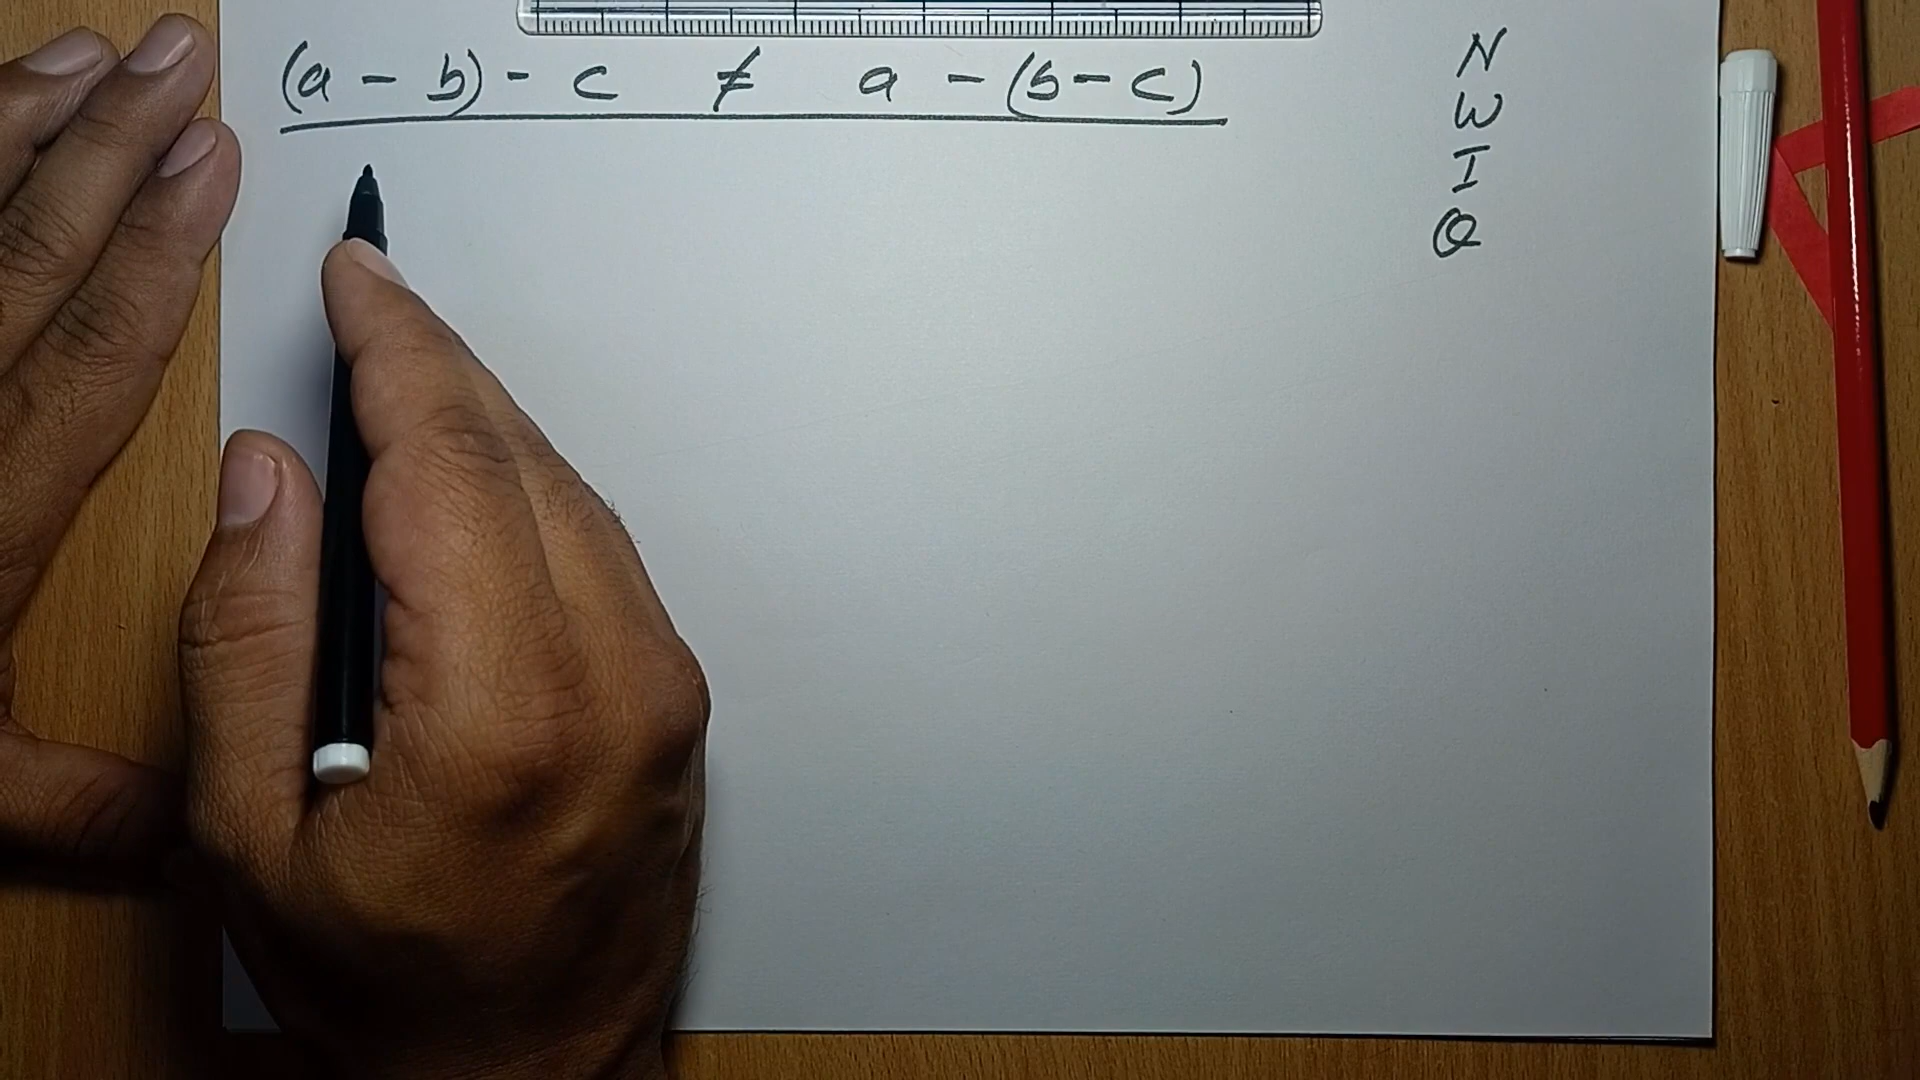 (a - b) - c ≠ a - (b - c)
N
W
I
Q